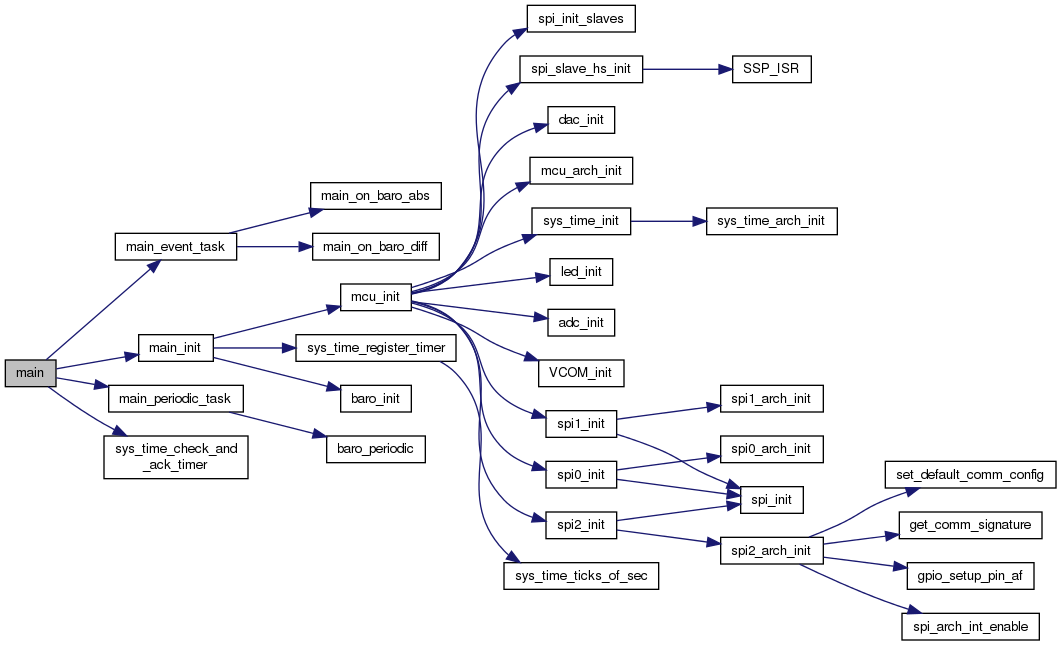 spi_init_slaves
spi_slave_hs_init
SSP_ISR
dac_init
mcu_arch_init
main_on_baro_abs
sys_time_init
sys_time_arch_init
main_event_task
main_on_baro_diff
led_init
mcu_init
adc_init
main_init
sys_time_register_timer
main
VCOM_init
main_periodic_task
baro_init
spi1_arch_init
spi1_init
sys_time_check_and
_ack_timer
baro_periodic
spi0_arch_init
spi0_init
set_default_comm_config
spi_init
spi2_init
get_comm_signature
spi2_arch_init
sys_time_ticks_of_sec
gpio_setup_pin_af
spi_arch_int_enable